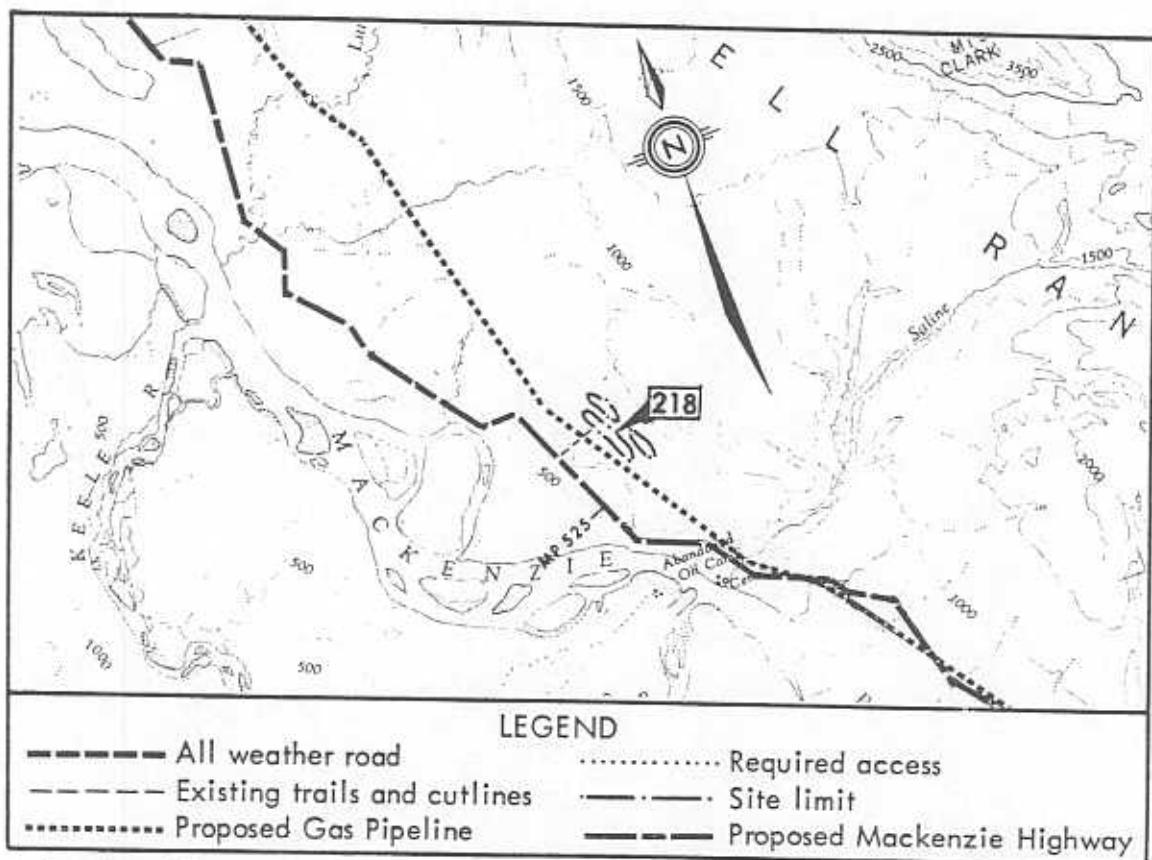 MTS
CLARK
2500
3500
E L L
1500
N
1000
R A N
1500
Saline
218
500
MP 525
KEELE R
500
MACKENZIE
Abandoned
Oil
2000
500
1000
500
1000
LEGEND
All weather road
Existing trails and cutlines
Proposed Gas Pipeline
Required access
Site limit
Proposed Mackenzie Highway